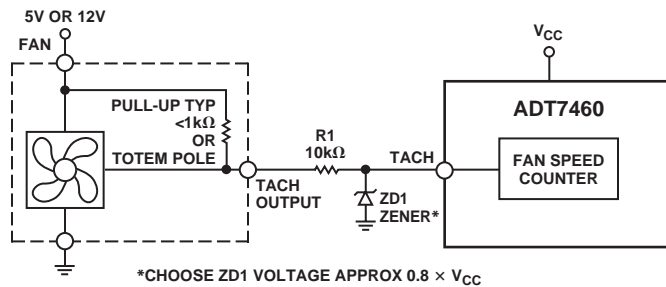 5V OR 12V
FAN
PULL-UP TYP
<1kΩ
OR
TOTEM POLE
TACH
OUTPUT
R1
10kΩ
TACH
ZD1
ZENER*
VCC
ADT7460
FAN SPEED
COUNTER
*CHOOSE ZD1 VOLTAGE APPROX 0.8 × VCC